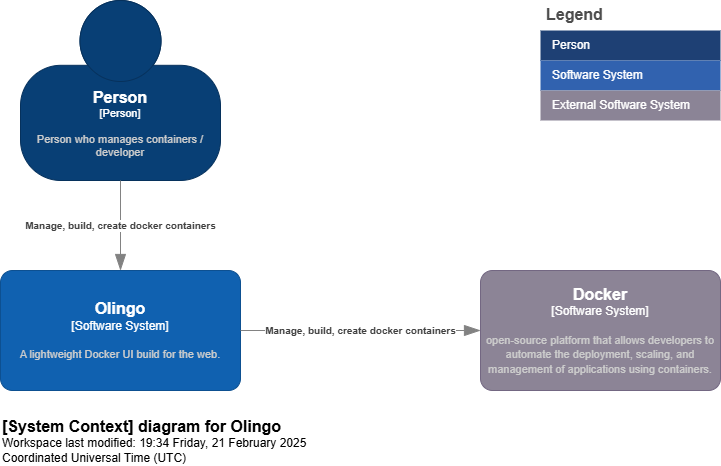 Legend
Person
Software System
External Software System
Person
[Person]
Person who manages containers /
developer
Manage, build, create docker containers
Olingo
[Software System]
A lightweight Docker UI build for the web.
Manage, build, create docker containers
Docker
[Software System]
open-source platform that allows developers to
automate the deployment, scaling, and
management of applications using containers.
[System Context] diagram for Olingo
Workspace last modified: 19:34 Friday, 21 February 2025
Coordinated Universal Time (UTC)